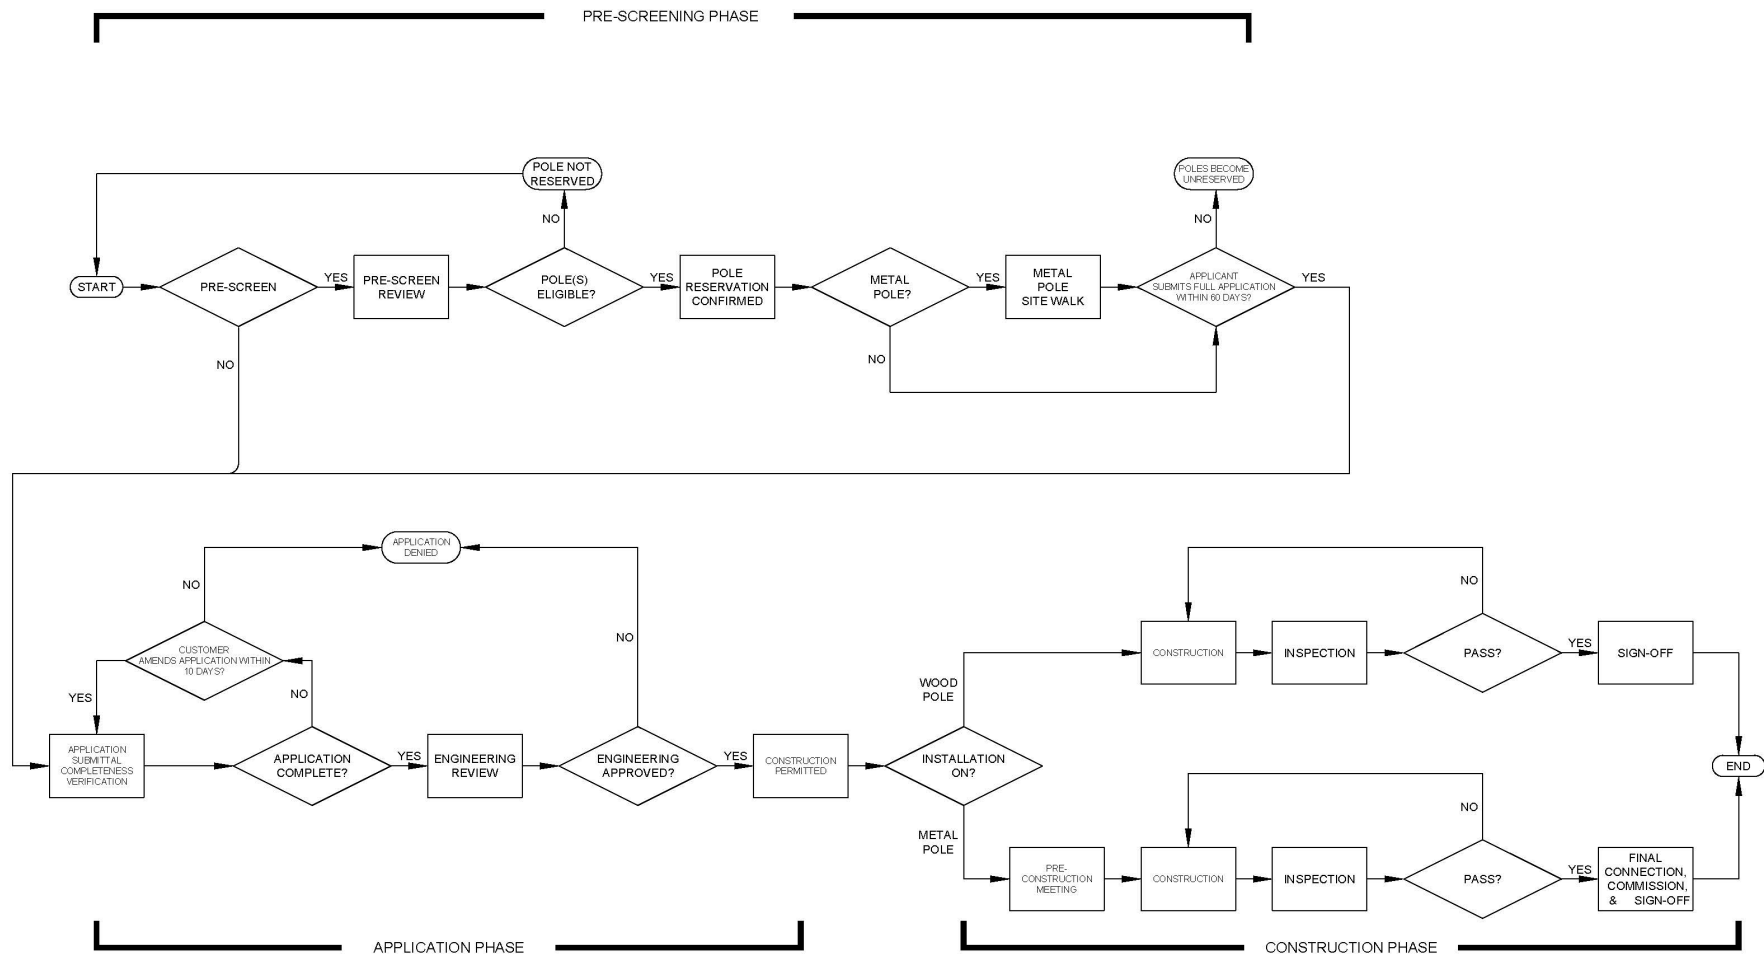 PRE-SCREENING PHASE
POLE NOT
RESERVED
POLES BECOME
UNRESERVED
NO
NO
START
PRE-SCREEN
YES
PRE-SCREEN
REVIEW
POLE(S)
ELIGIBLE?
YES
POLE
RESERVATION
CONFIRMED
METAL
POLE?
YES
METAL
POLE
SITE WALK
APPLICANT
SUBMITS FULL APPLICATION
WITHIN 60 DAYS?
YES
NO
NO
APPLICATION
DENIED
NO
NO
CUSTOMER
AMENDS APPLICATION WITHIN
10 DAYS?
YES
NO
APPLICATION
SUBMITTAL
COMPLETENESS
VERIFICATION
APPLICATION
COMPLETE?
YES
ENGINEERING
REVIEW
ENGINEERING
APPROVED?
YES
CONSTRUCTION
PERMITTED
INSTALLATION
ON?
WOOD
POLE
CONSTRUCTION
INSPECTION
PASS?
NO
YES
SIGN-OFF
END
METAL
POLE
PRE-
CONSTRUCTION
MEETING
CONSTRUCTION
INSPECTION
PASS?
NO
YES
FINAL
CONNECTION,
COMMISSION,
& SIGN-OFF
APPLICATION PHASE
CONSTRUCTION PHASE